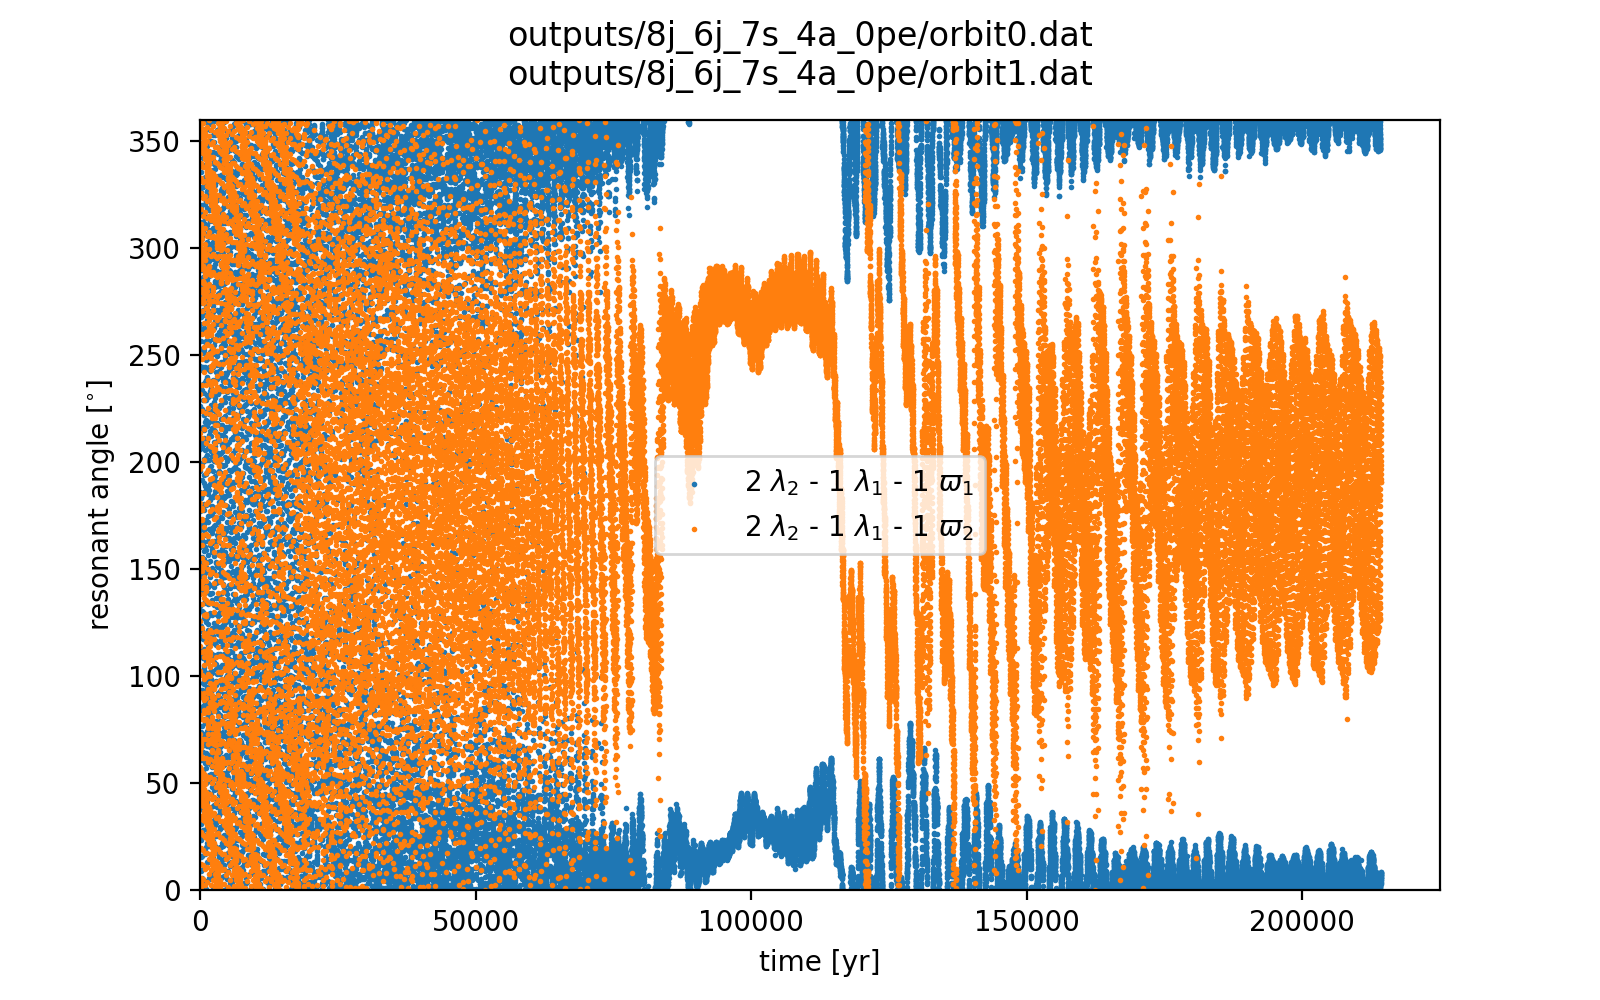 outputs/8j_6j_7s_4a_0pe/orbit0.dat
outputs/8j_6j_7s_4a_0pe/orbit1.dat
resonant angle [°]
350
300
250
200
150
100
50
0
2 λ₂ - 1 λ₁ - 1 ϖ₁
2 λ₂ - 1 λ₁ - 1 ϖ₂
0 50000 100000 150000 200000
time [yr]